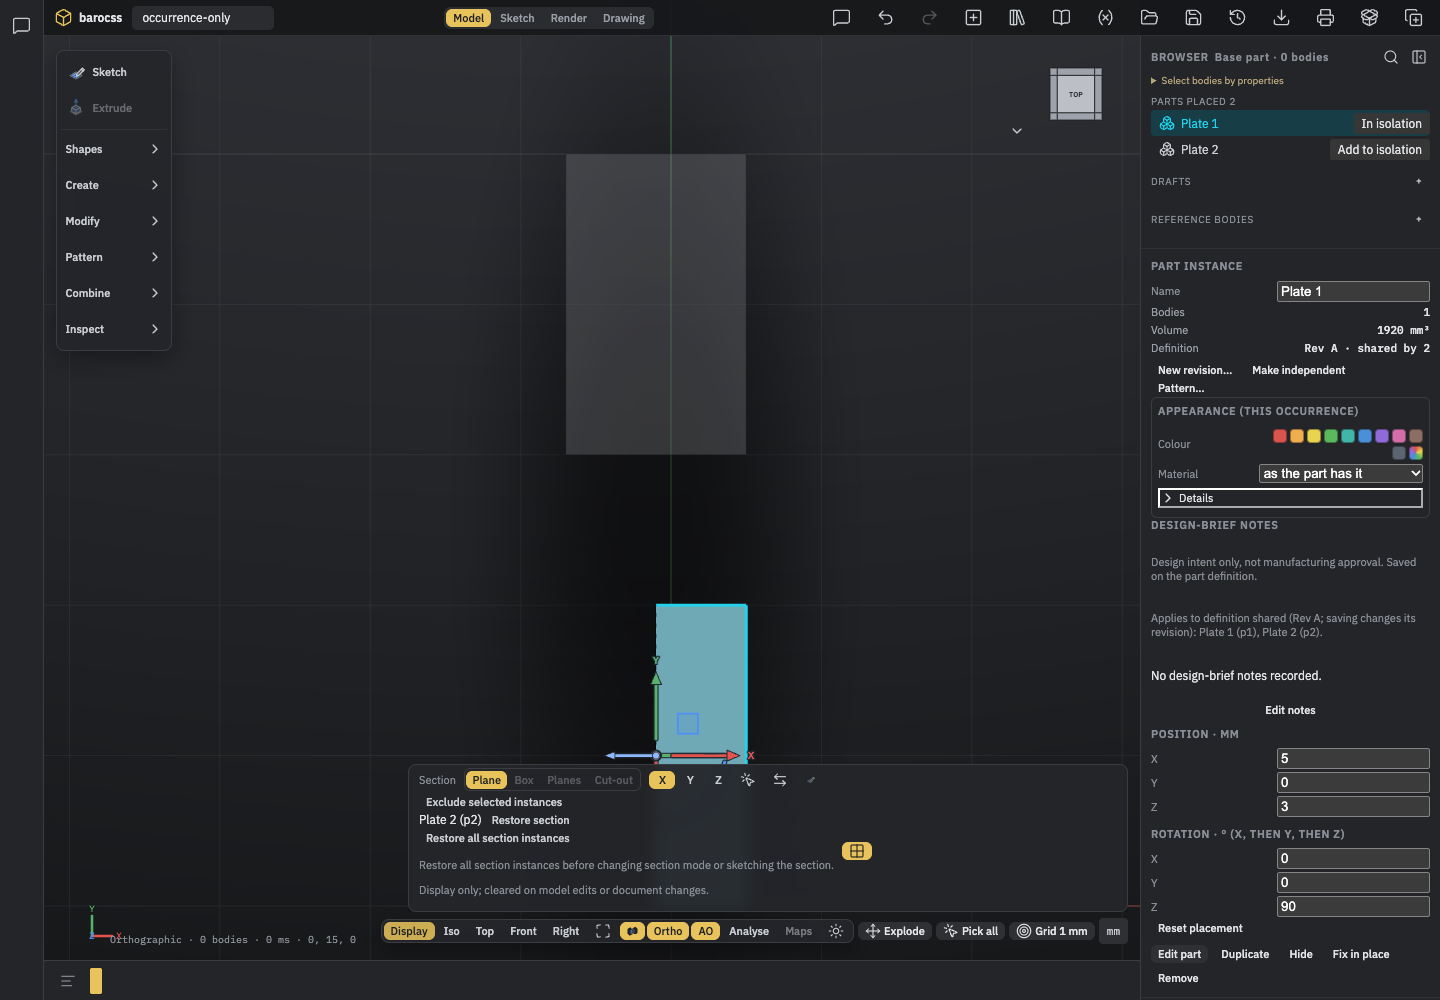 barocss
occurrence-only
Model Sketch Render Drawing
Sketch
Extrude
Shapes
Create
Modify
Pattern
Combine
Inspect
TOP
BROWSER Base part · 0 bodies
Select bodies by properties
PARTS PLACED 2
Plate 1 In isolation
Plate 2 Add to isolation
DRAFTS +
REFERENCE BODIES +
PART INSTANCE
Name Plate 1
Bodies 1
Volume 1920 mm³
Definition Rev A · shared by 2
New revision... Make independent
Pattern...
APPEARANCE (THIS OCCURRENCE)
Colour
Material as the part has it
Details
DESIGN-BRIEF NOTES
Design intent only, not manufacturing approval. Saved
on the part definition.
Applies to definition shared (Rev A; saving changes its
revision): Plate 1 (p1), Plate 2 (p2).
No design-brief notes recorded.
Edit notes
POSITION · MM
X 5
Y 0
Z 3
ROTATION · ° (X, THEN Y, THEN Z)
X 0
Y 0
Z 90
Reset placement
Edit part Duplicate Hide Fix in place
Remove
Y
X
Section Plane Box Planes Cut-out X Y Z
Exclude selected instances
Plate 2 (p2) Restore section
Restore all section instances
Restore all section instances before changing section mode or sketching the section.
Display only; cleared on model edits or document changes.
Y
Z X
Orthographic · 0 bodies · 0 ms · 0, 15, 0
Display Iso Top Front Right Ortho AO Analyse Maps Explode Pick all Grid 1 mm mm